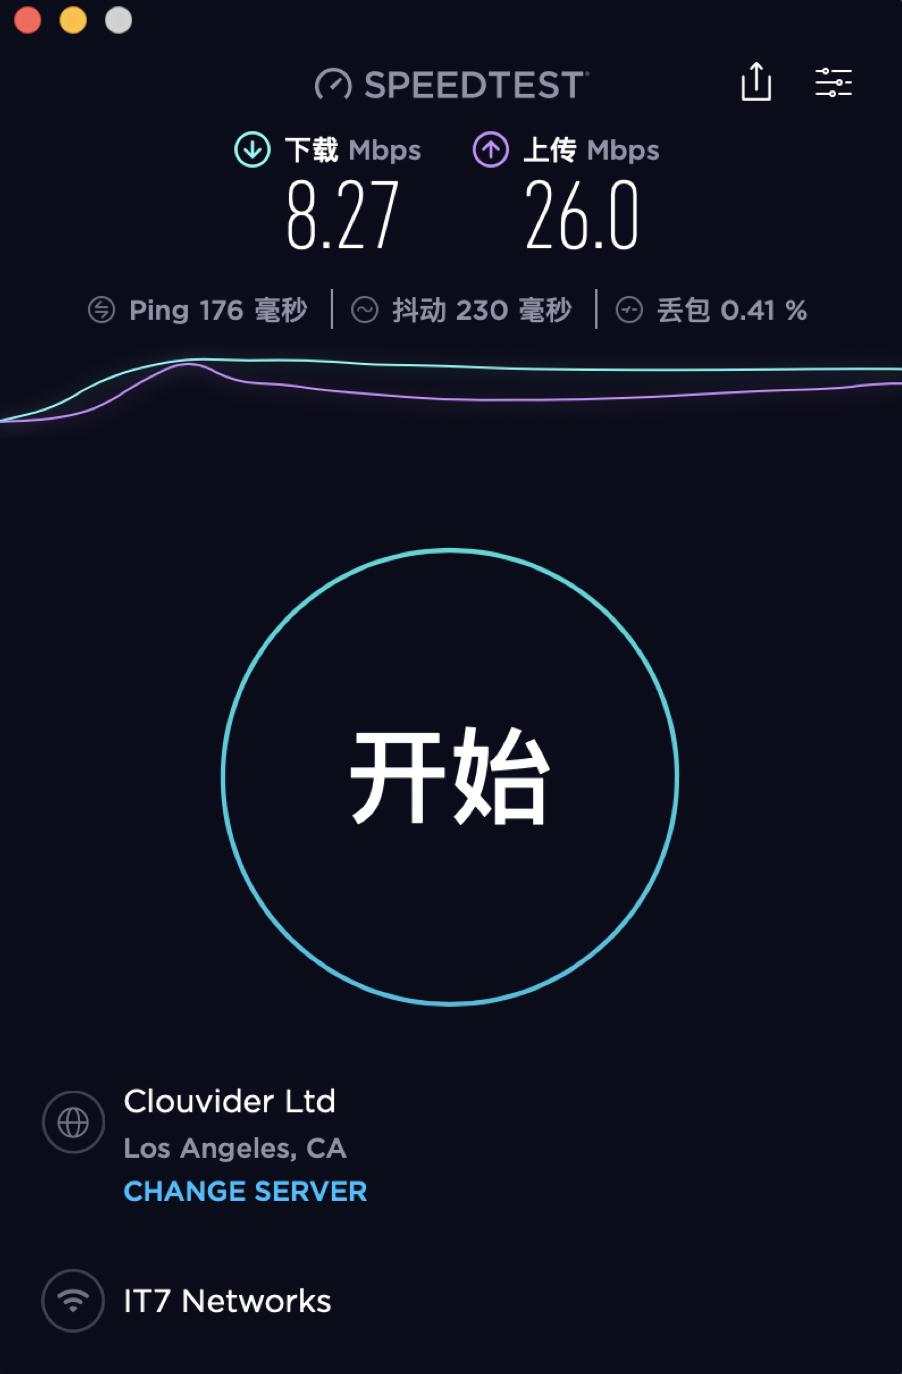 SPEEDTEST
下载 Mbps 上传 Mbps
8.27 26.0
Ping 176 毫秒 抖动 230 毫秒 丢包 0.41 %
开始
Clouvider Ltd
Los Angeles, CA
CHANGE SERVER
IT7 Networks